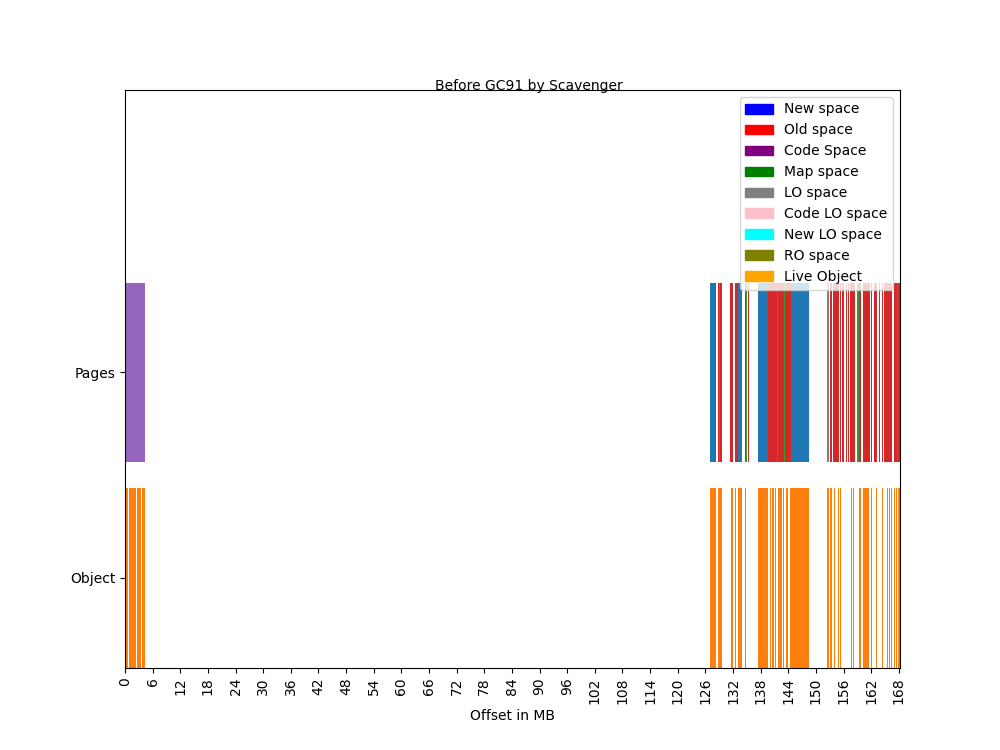 Before GC91 by Scavenger
New space
Old space
Code Space
Map space
LO space
Code LO space
New LO space
RO space
Live Object
Pages
Object
0 6 12 18 24 30 36 42 48 54 60 66 72 78 84 90 96 102 108 114 120 126 132 138 144 150 156 162 168
Offset in MB